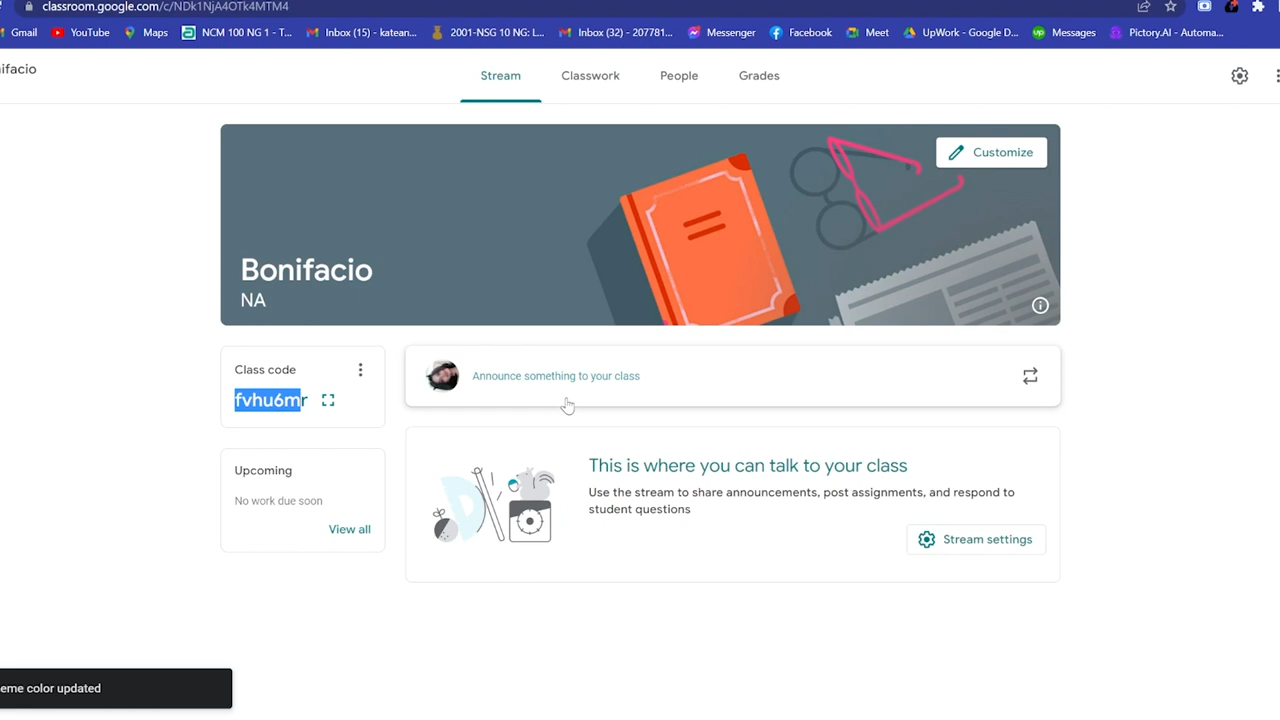 classroom.google.com/c/NDk1NjA4OTk4MTM4
Gmail YouTube Maps NCM 100 NG 1 - T... Inbox (15) - katean... 2001-NSG 10 NG: L... Inbox (32) - 207781... Messenger Facebook Meet UpWork - Google D... Messages Pictory.AI - Automa...
nifacio
Stream Classwork People Grades
Customize
Bonifacio
NA
Class code
fvhu6mr
Announce something to your class
Upcoming
No work due soon
View all
This is where you can talk to your class
Use the stream to share announcements, post assignments, and respond to
student questions
Stream settings
eme color updated